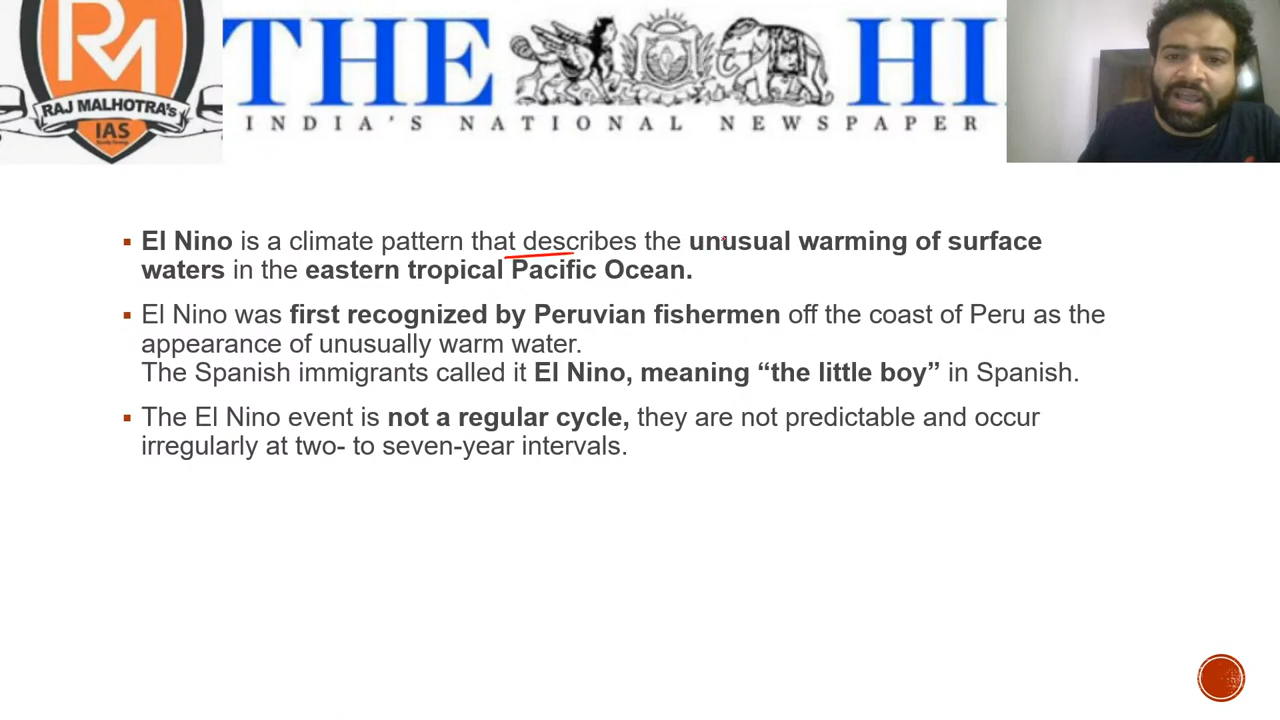 RM
RAJ MALHOTRA's
IAS
THE HI
INDIA'S NATIONAL NEWSPAPER
▪ El Nino is a climate pattern that describes the unusual warming of surface
waters in the eastern tropical Pacific Ocean.
▪ El Nino was first recognized by Peruvian fishermen off the coast of Peru as the
appearance of unusually warm water.
The Spanish immigrants called it El Nino, meaning “the little boy” in Spanish.
▪ The El Nino event is not a regular cycle, they are not predictable and occur
irregularly at two- to seven-year intervals.